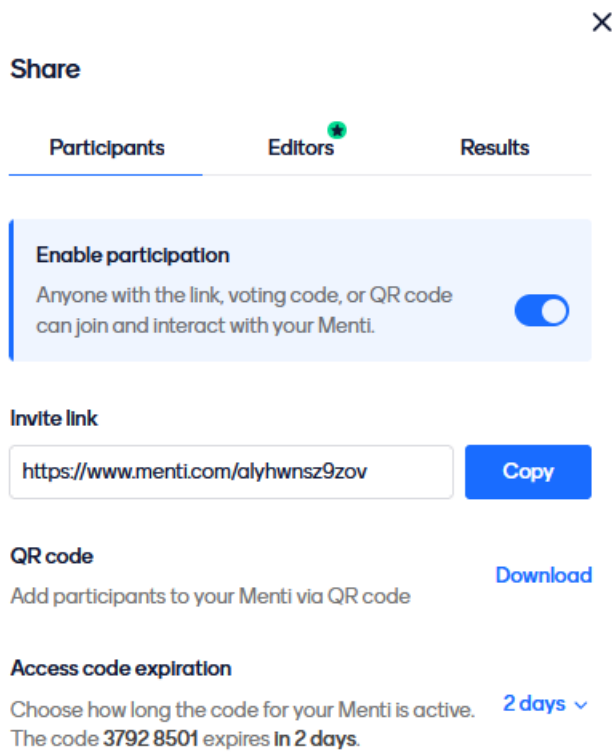 Share
Participants
Editors
Results
Enable participation
Anyone with the link, voting code, or QR code
can join and interact with your Menti.
Invite link
https://www.menti.com/alyhwnsz9zov
Copy
QR code
Add participants to your Menti via QR code
Download
Access code expiration
Choose how long the code for your Menti is active.
The code 3792 8501 expires in 2 days.
2 days